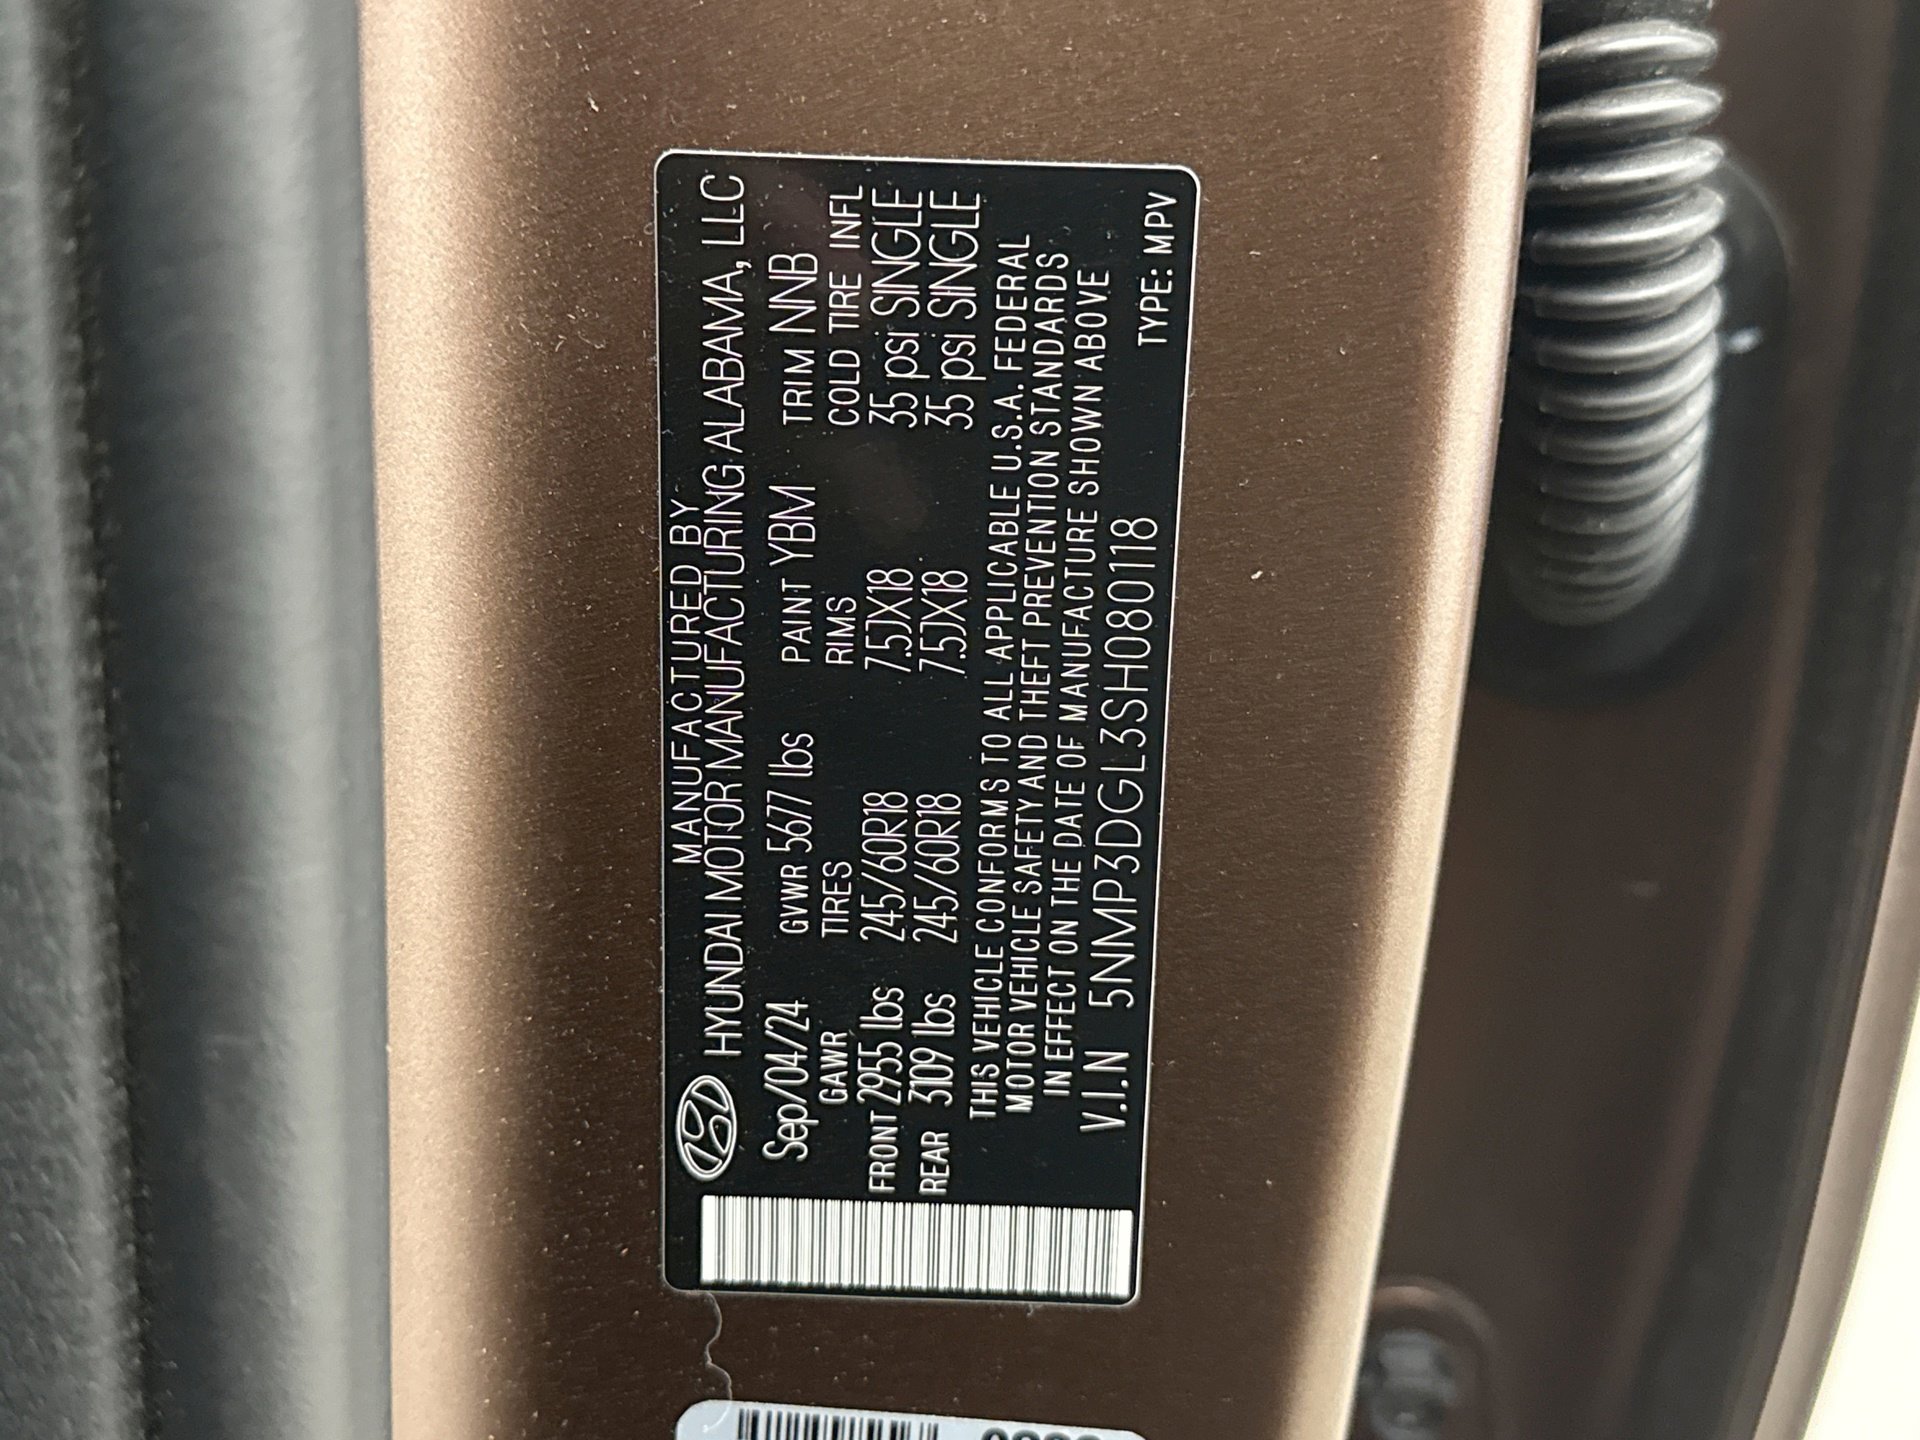 MANUFACTURED BY
HYUNDAI MOTOR MANUFACTURING ALABAMA, LLC
Sep/04/24 GVWR 5677 lbs PAINT YBM TRIM NNB
GAWR TIRES RIMS COLD TIRE INFL
FRONT 2955 lbs 245/60R18 7.5JX18 35 psi SINGLE
REAR 3109 lbs 245/60R18 7.5JX18 35 psi SINGLE
THIS VEHICLE CONFORMS TO ALL APPLICABLE U.S.A. FEDERAL
MOTOR VEHICLE SAFETY AND THEFT PREVENTION STANDARDS
IN EFFECT ON THE DATE OF MANUFACTURE SHOWN ABOVE
V.I.N 5NMP3DGL3SH080118 TYPE: MPV